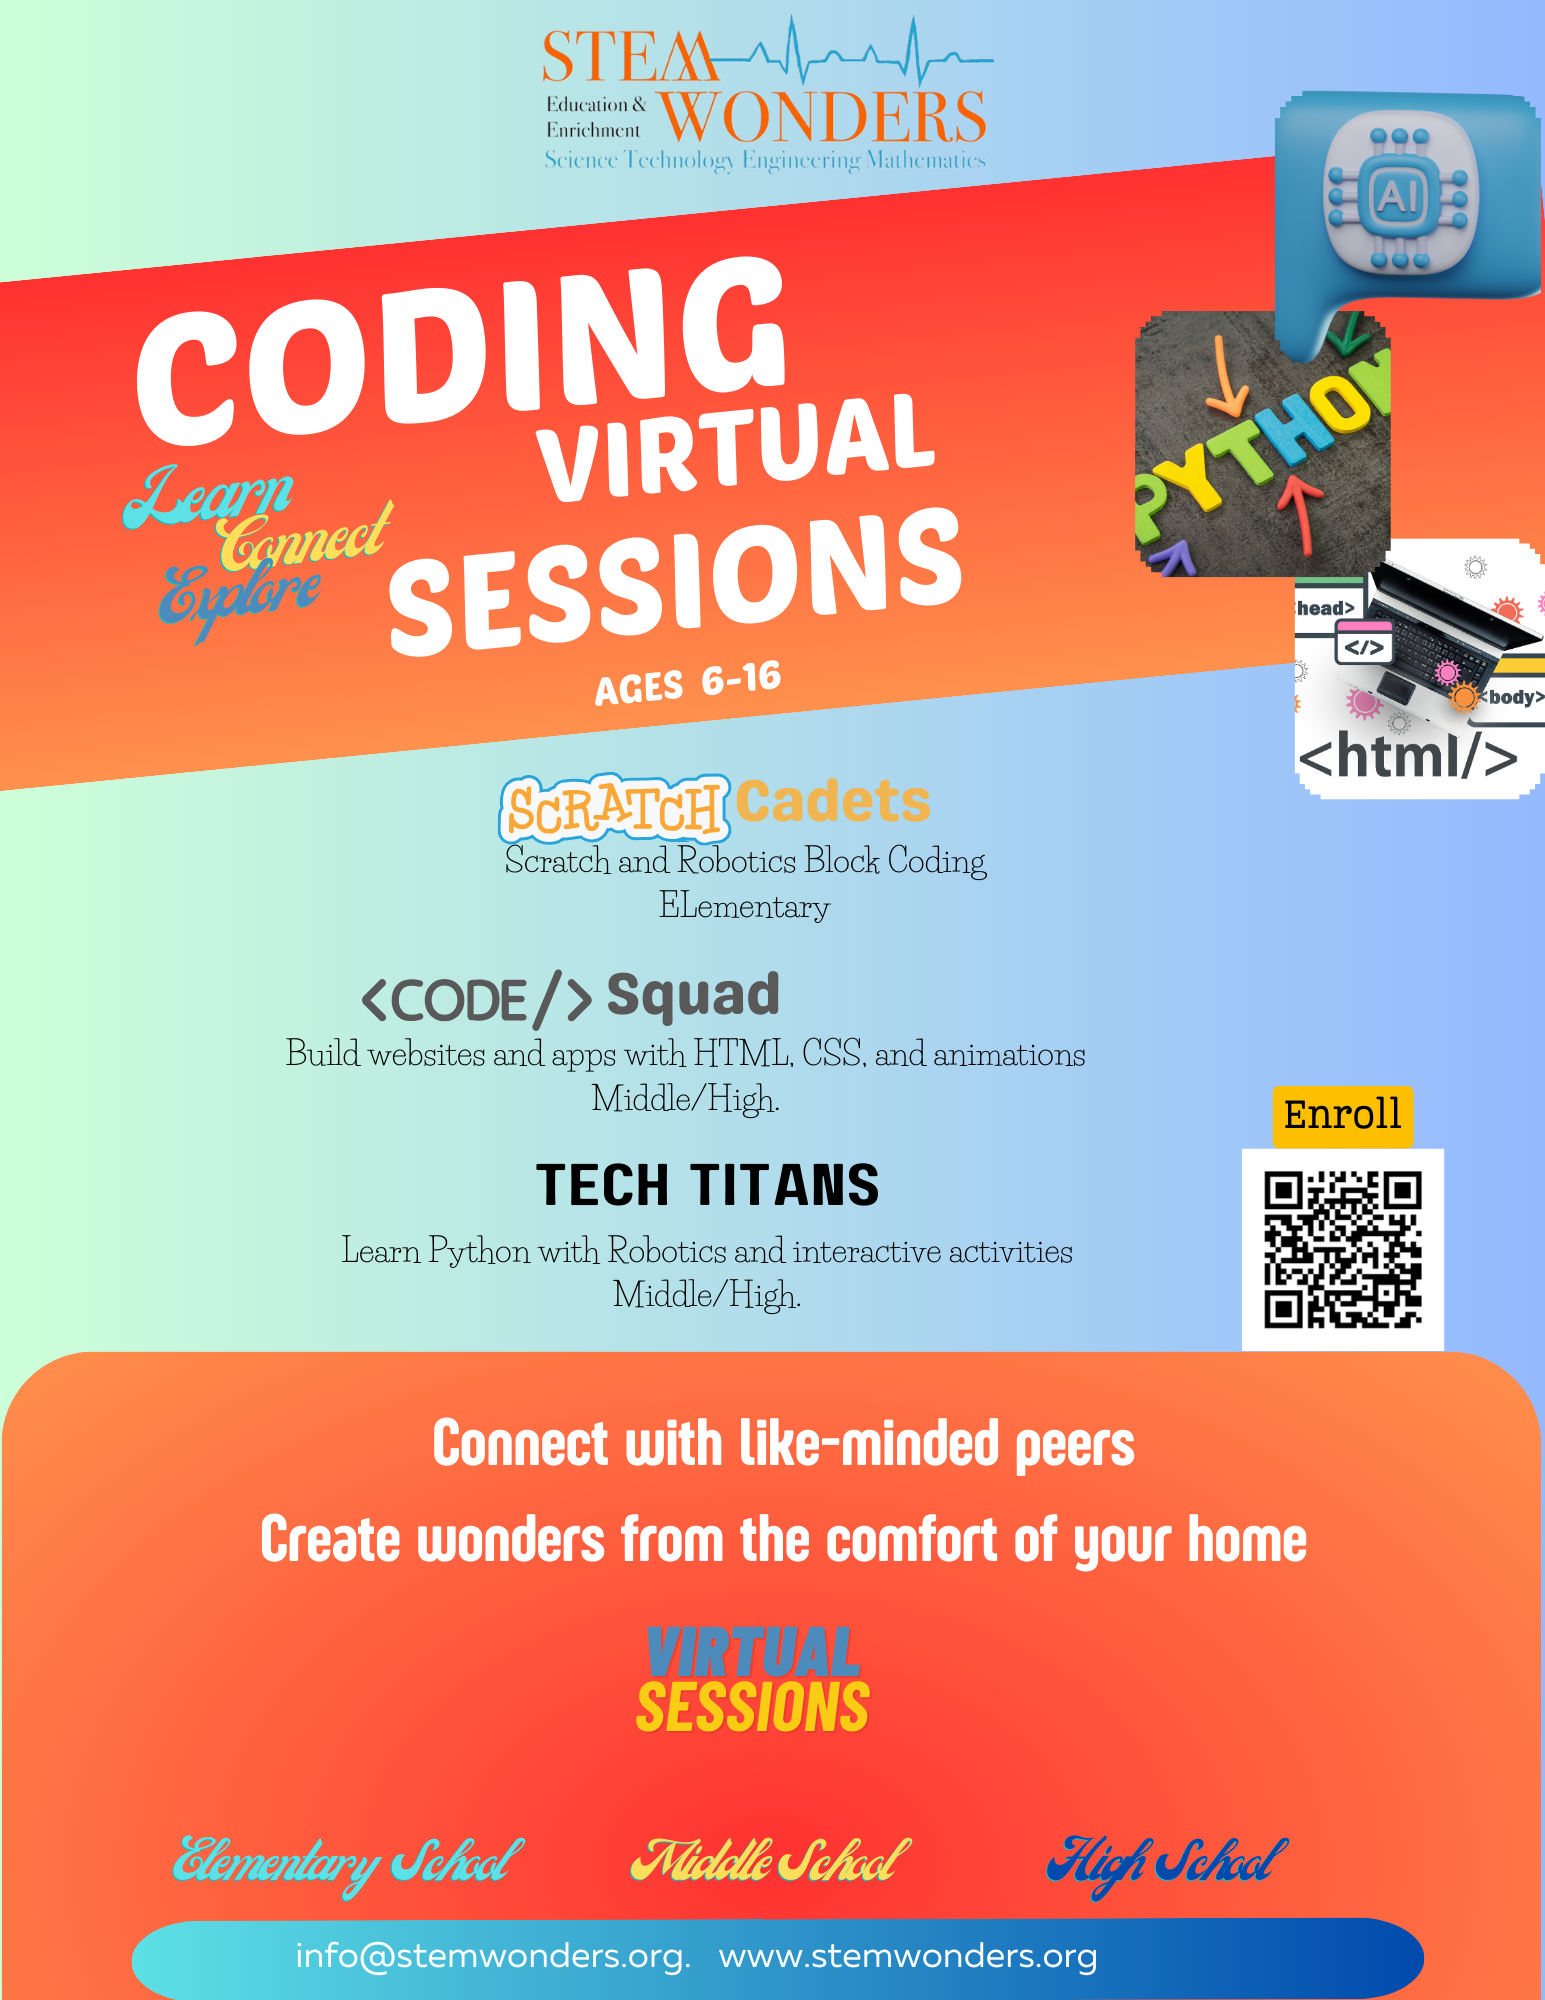 STEM
Education &
Enrichment
WONDERS
Science Technology Engineering Mathematics
AI
CODING
VIRTUAL
SESSIONS
Learn
Connect
Explore
AGES 6-16
PYTHON
<head>
</>
<body>
<html/>
SCRATCH Cadets
Scratch and Robotics Block Coding
ELementary
<CODE/> Squad
Build websites and apps with HTML, CSS, and animations
Middle/High.
TECH TITANS
Learn Python with Robotics and interactive activities
Middle/High.
Enroll
Connect with like-minded peers
Create wonders from the comfort of your home
VIRTUAL
SESSIONS
Elementary School
Middle School
High School
info@stemwonders.org. www.stemwonders.org